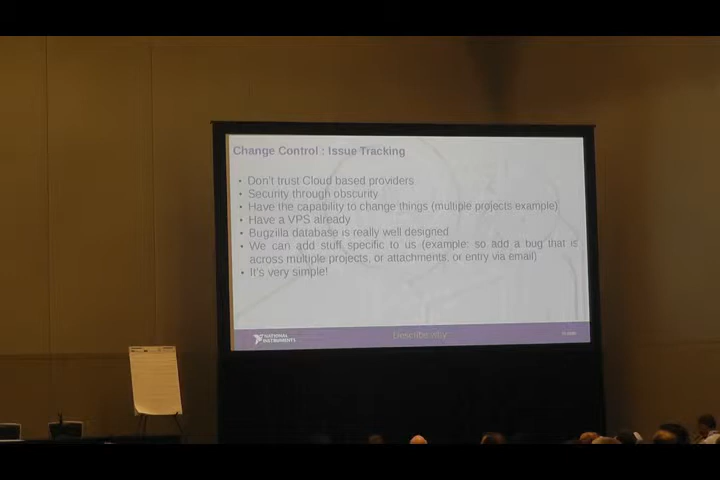 Change Control : Issue Tracking
• Don't trust Cloud based providers
• Security through obscurity
• Have the capability to change things (multiple projects example)
• Have a VPS already
• Bugzilla database is really well designed
• We can add stuff specific to us (example: so add a bug that is
across multiple projects, or attachments, or entry via email)
• It's very simple!
NATIONAL
INSTRUMENTS